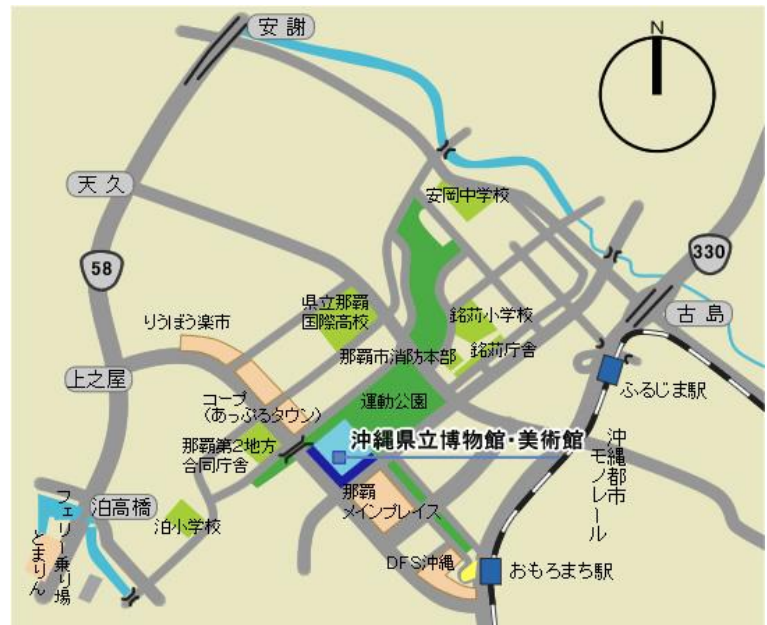 安謝
N
天久
安岡中学校
58
330
県立那覇
国際高校
りうぼう楽市
銘苅小学校
古島
那覇市消防本部
銘苅庁舎
上之屋
ふるじま駅
コープ
(あっぷるタウン)
運動公園
沖縄県立博物館・美術館
那覇第2地方
合同庁舎
沖縄都市
モノレール
那覇
メインプレイス
泊高橋
フェリー乗り場
とまりん
泊小学校
DFS沖縄
おもろまち駅